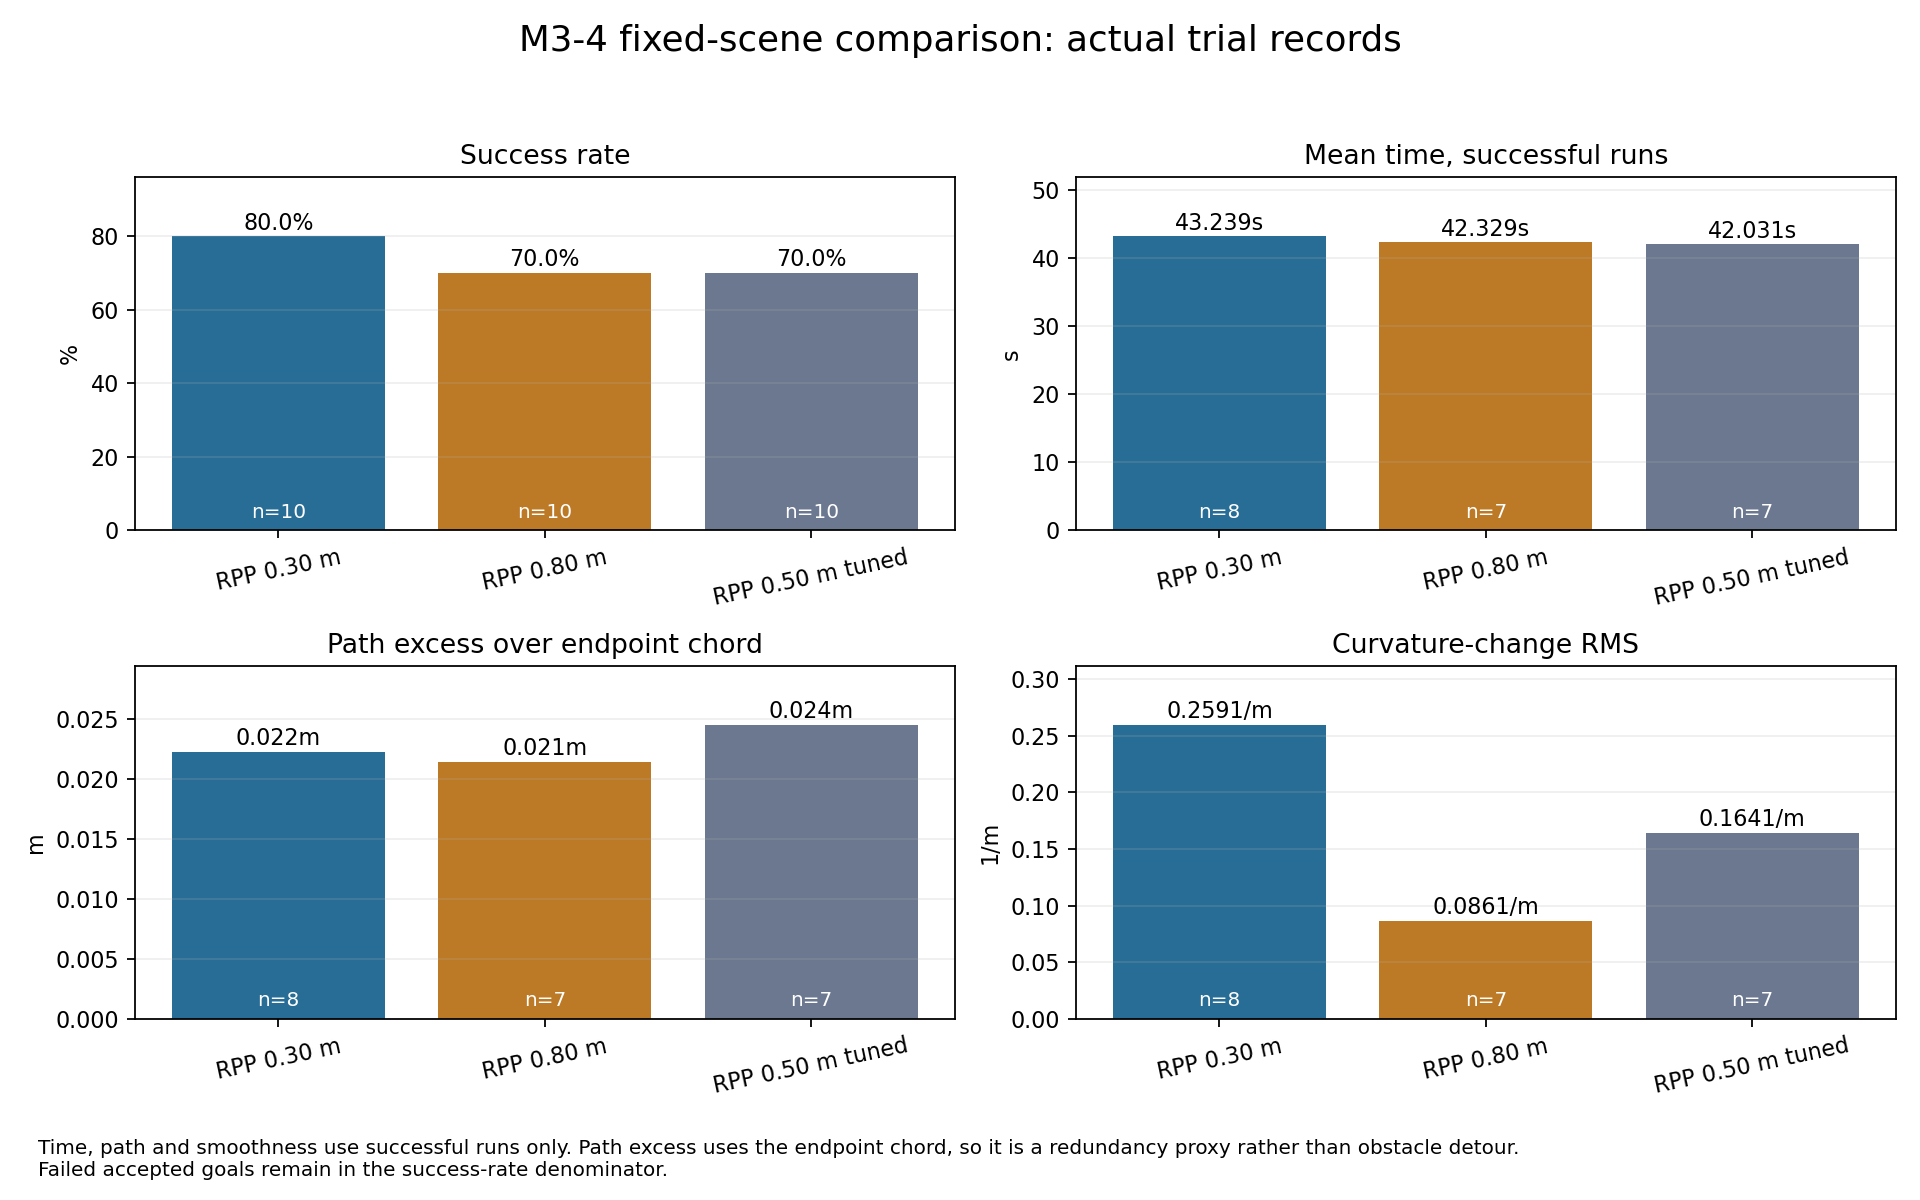 M3-4 fixed-scene comparison: actual trial records
Success rate
%
80
60
40
20
0
80.0%
70.0%
70.0%
n=10
n=10
n=10
RPP 0.30 m
RPP 0.80 m
RPP 0.50 m tuned
Mean time, successful runs
s
50
40
30
20
10
0
43.239s
42.329s
42.031s
n=8
n=7
n=7
RPP 0.30 m
RPP 0.80 m
RPP 0.50 m tuned
Path excess over endpoint chord
m
0.025
0.020
0.015
0.010
0.005
0.000
0.022m
0.021m
0.024m
n=8
n=7
n=7
RPP 0.30 m
RPP 0.80 m
RPP 0.50 m tuned
Curvature-change RMS
1/m
0.30
0.25
0.20
0.15
0.10
0.05
0.00
0.2591/m
0.0861/m
0.1641/m
n=8
n=7
n=7
RPP 0.30 m
RPP 0.80 m
RPP 0.50 m tuned
Time, path and smoothness use successful runs only. Path excess uses the endpoint chord, so it is a redundancy proxy rather than obstacle detour.
Failed accepted goals remain in the success-rate denominator.